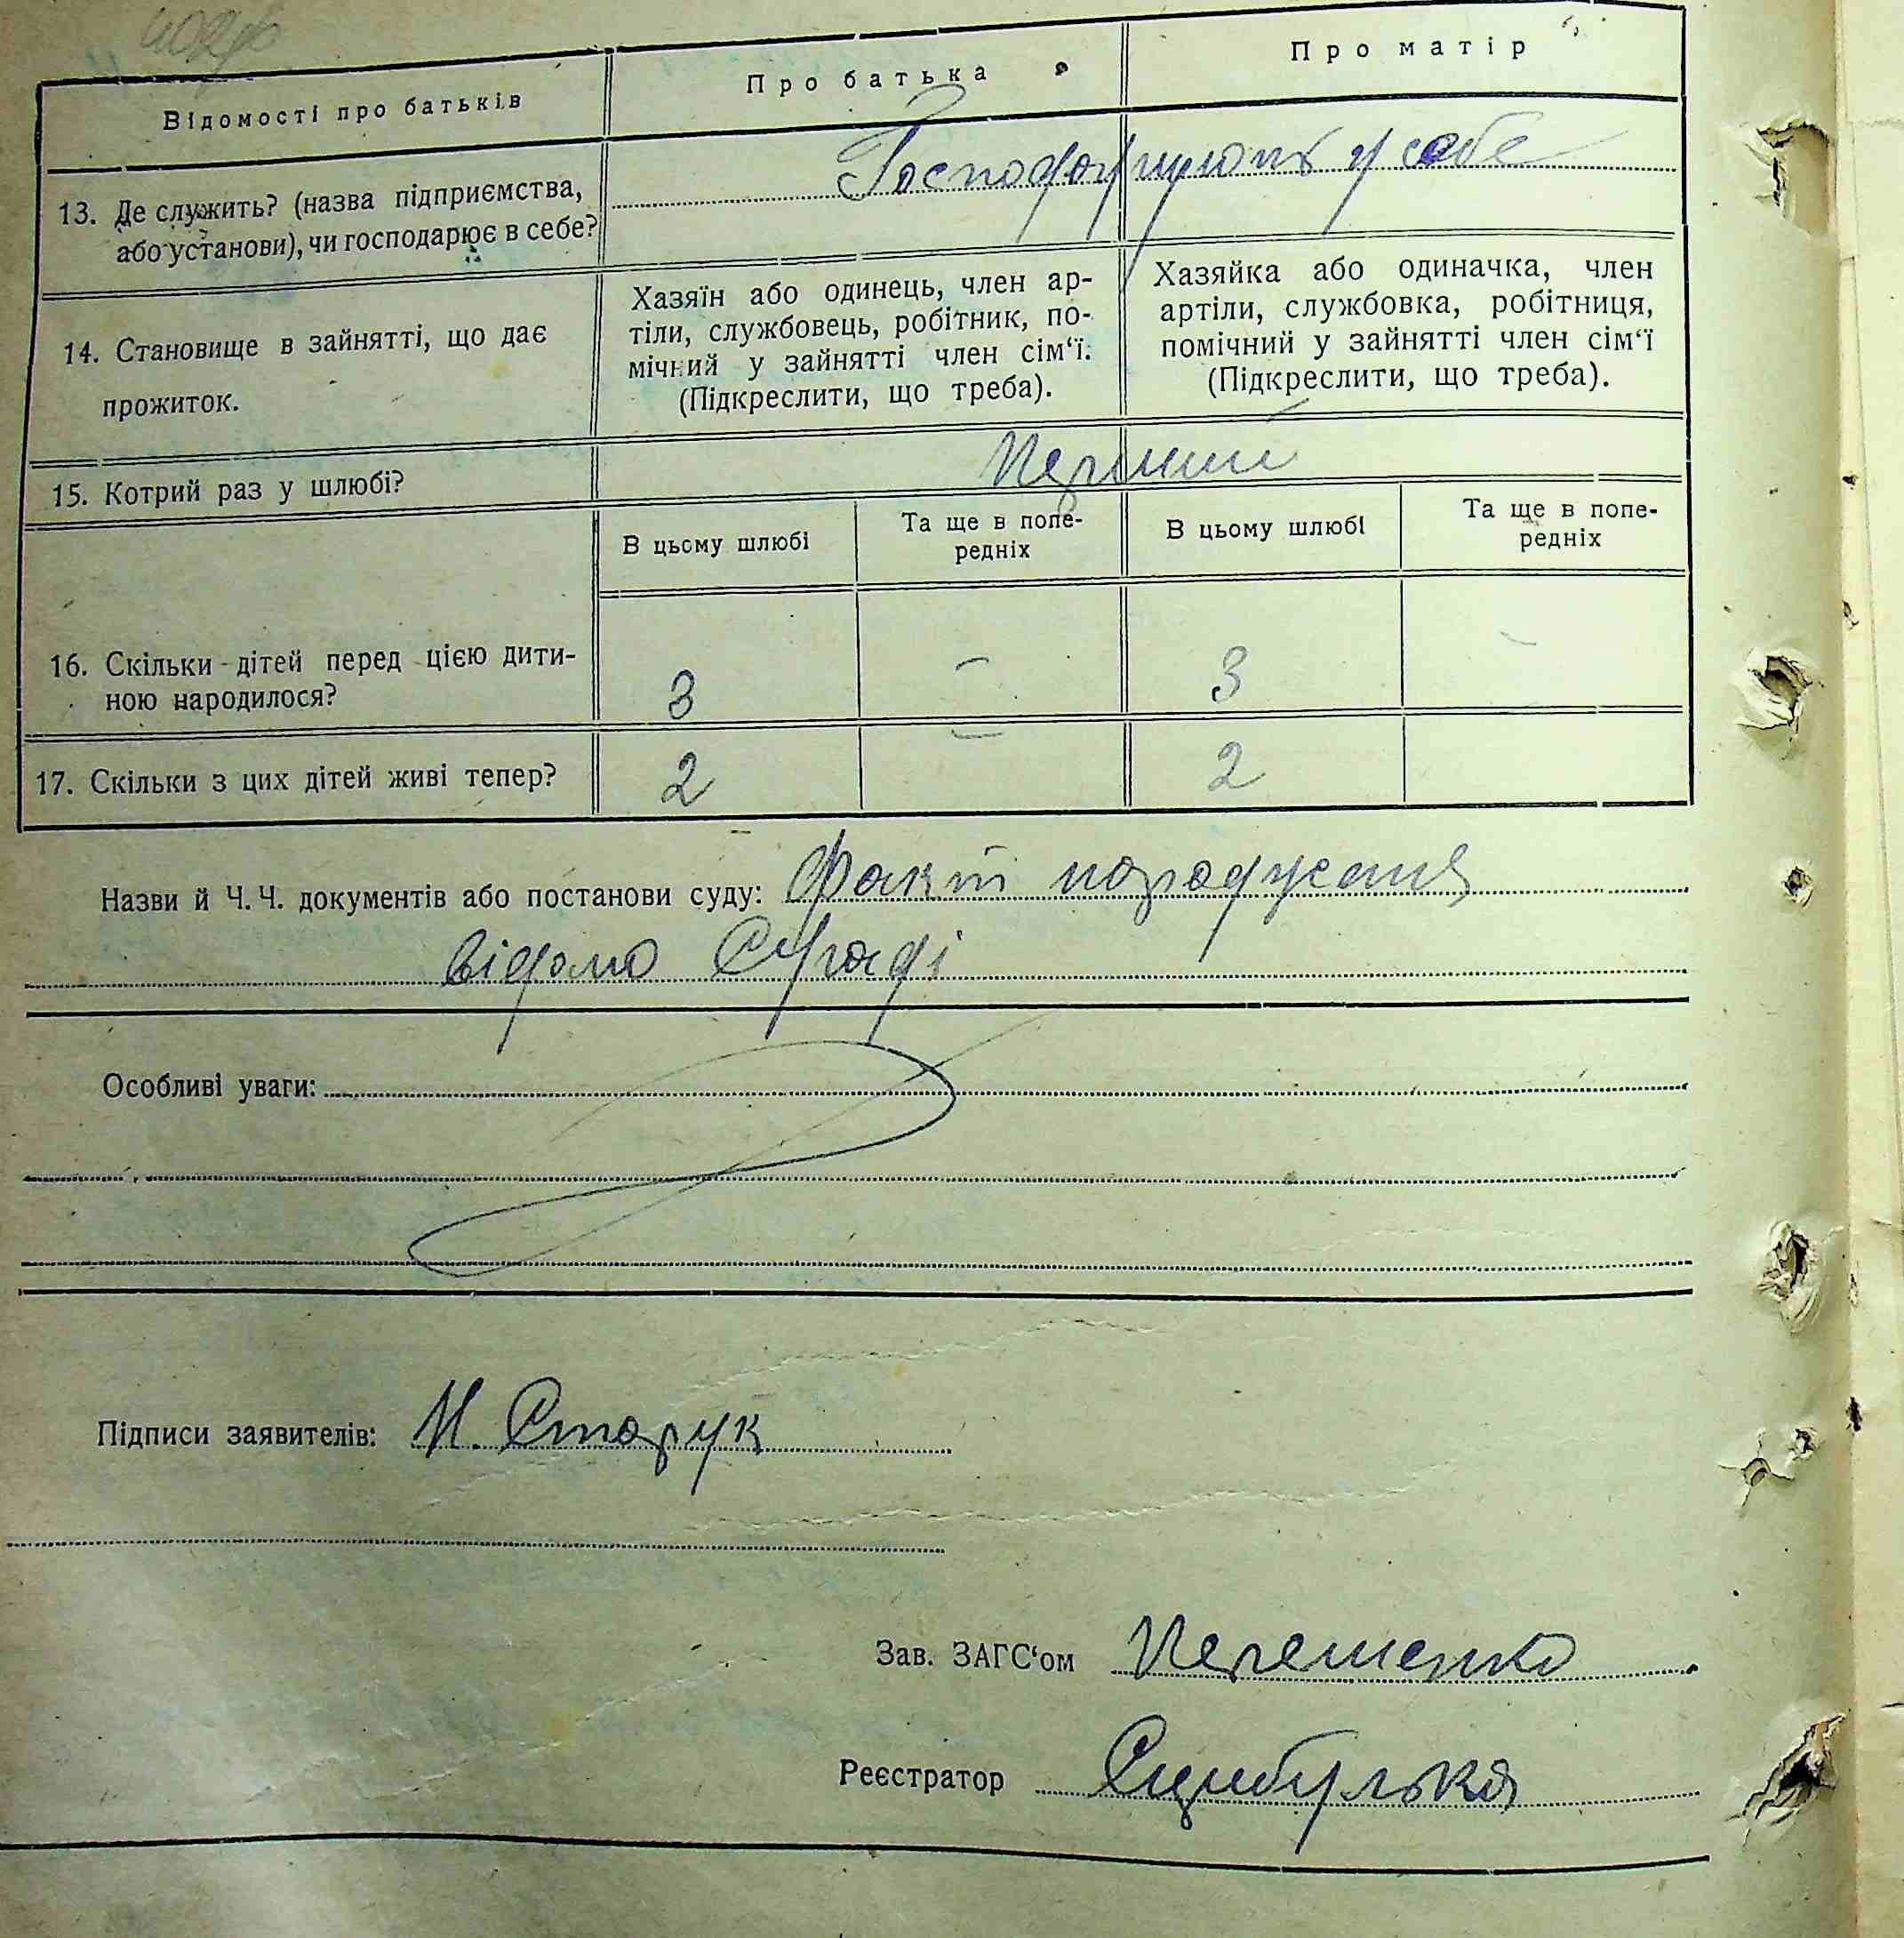 Відомості про батьків
Про батька
Про матір
13. Де служить? (назва підприємства,
або установи), чи господарює в себе?
Господарують у себе
14. Становище в зайнятті, що дає
прожиток.
Хазяїн або одинець, член ар-
тіли, службовець, робітник, по-
мічний у зайнятті член сім‘ї.
(Підкреслити, що треба).
Хазяйка або одиначка, член
артіли, службовка, робітниця,
помічний у зайнятті член сім‘ї
(Підкреслити, що треба).
15. Котрий раз у шлюбі?
Перший
В цьому шлюбі
Та ще в попе-
редніх
В цьому шлюбі
Та ще в попе-
редніх
16. Скільки дітей перед цією дити-
ною народилося?
3 — 3 —
17. Скільки з цих дітей живі тепер?
2 — 2
Назви й Ч. Ч. документів або постанови суду: Факт народження
відомо С/раді
Особливі уваги:
Підписи заявителів: И. Старук
Зав. ЗАГС‘ом
Реєстратор